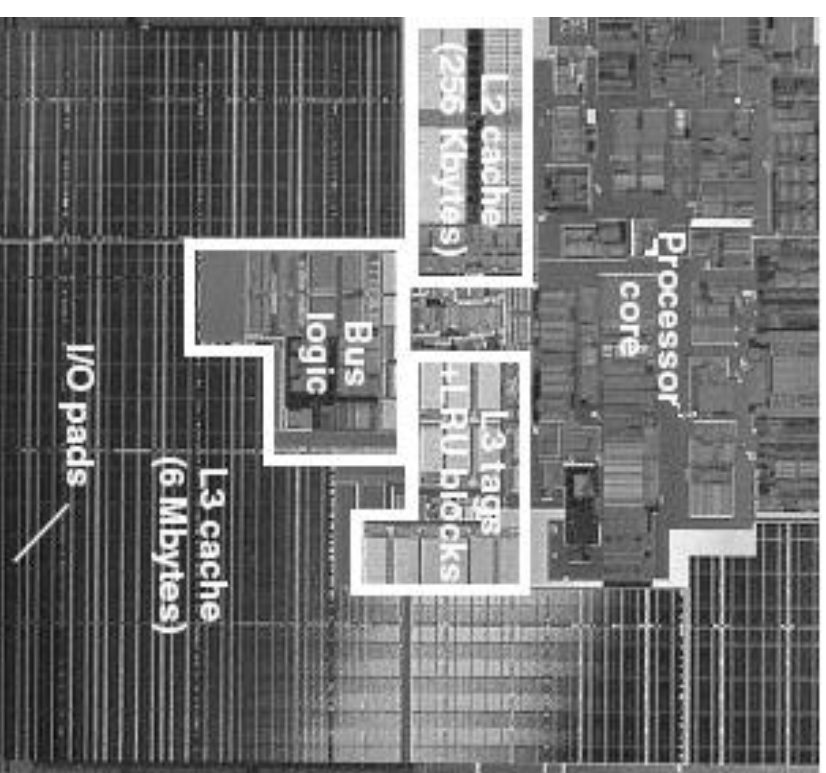 L2 cache
(256 Kbytes)
Processor
core
Bus
logic
L3 tags
+LRU blocks
I/O pads
L3 cache
(6 Mbytes)